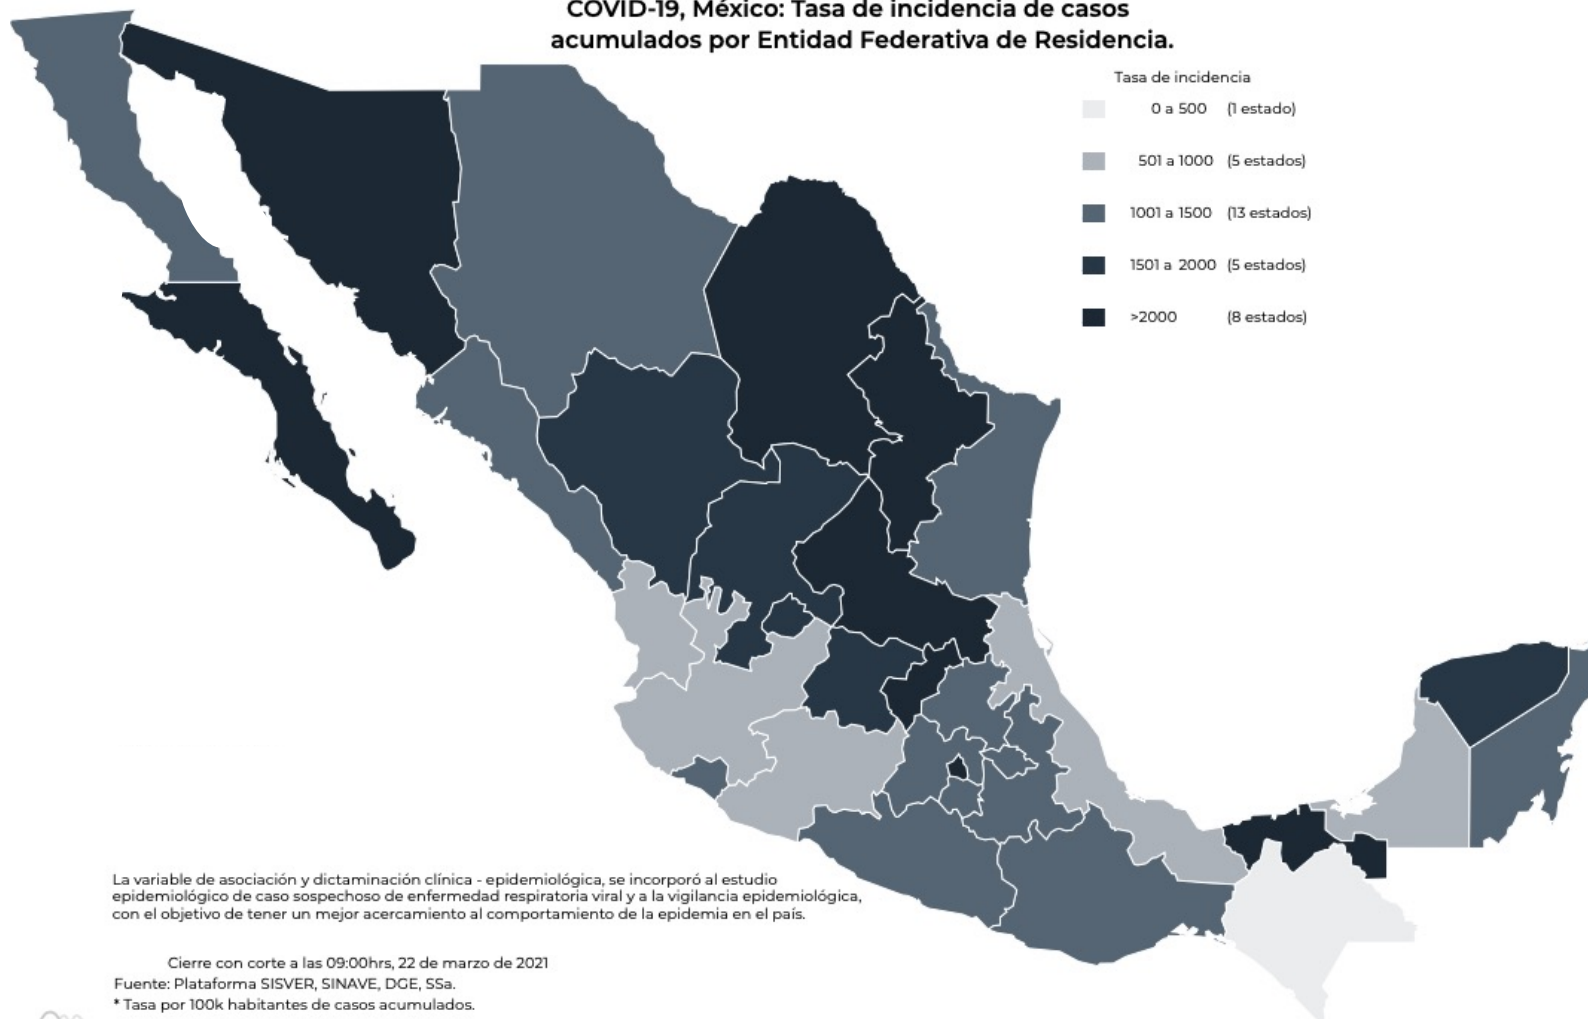 COVID-19, México: Tasa de incidencia de casos
acumulados por Entidad Federativa de Residencia.
Tasa de incidencia
0 a 500 (1 estado)
501 a 1000 (5 estados)
1001 a 1500 (13 estados)
1501 a 2000 (5 estados)
>2000 (8 estados)
La variable de asociación y dictaminación clínica - epidemiológica, se incorporó al estudio
epidemiológico de caso sospechoso de enfermedad respiratoria viral y a la vigilancia epidemiológica,
con el objetivo de tener un mejor acercamiento al comportamiento de la epidemia en el país.
Cierre con corte a las 09:00hrs, 22 de marzo de 2021
Fuente: Plataforma SISVER, SINAVE, DGE, SSa.
* Tasa por 100k habitantes de casos acumulados.